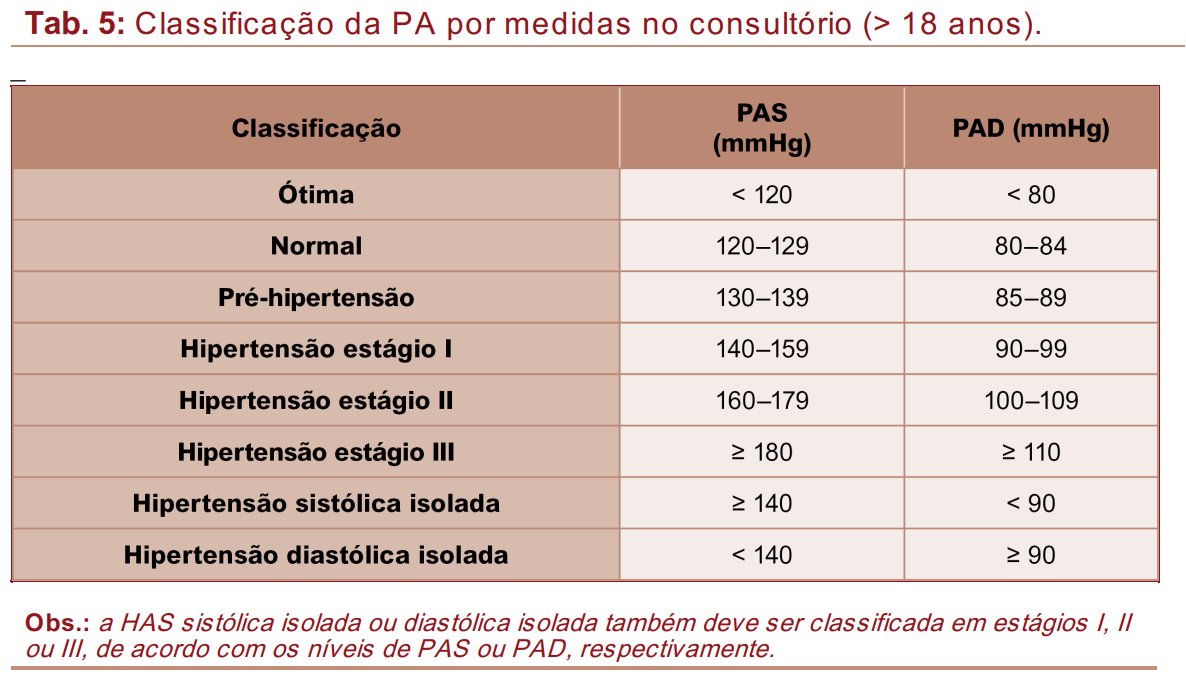 Tab. 5: Classificação da PA por medidas no consultório (> 18 anos).
Classificação PAS (mmHg) PAD (mmHg)
Ótima < 120 < 80
Normal 120–129 80–84
Pré-hipertensão 130–139 85–89
Hipertensão estágio I 140–159 90–99
Hipertensão estágio II 160–179 100–109
Hipertensão estágio III ≥ 180 ≥ 110
Hipertensão sistólica isolada ≥ 140 < 90
Hipertensão diastólica isolada < 140 ≥ 90
Obs.: a HAS sistólica isolada ou diastólica isolada também deve ser classificada em estágios I, II
ou III, de acordo com os níveis de PAS ou PAD, respectivamente.